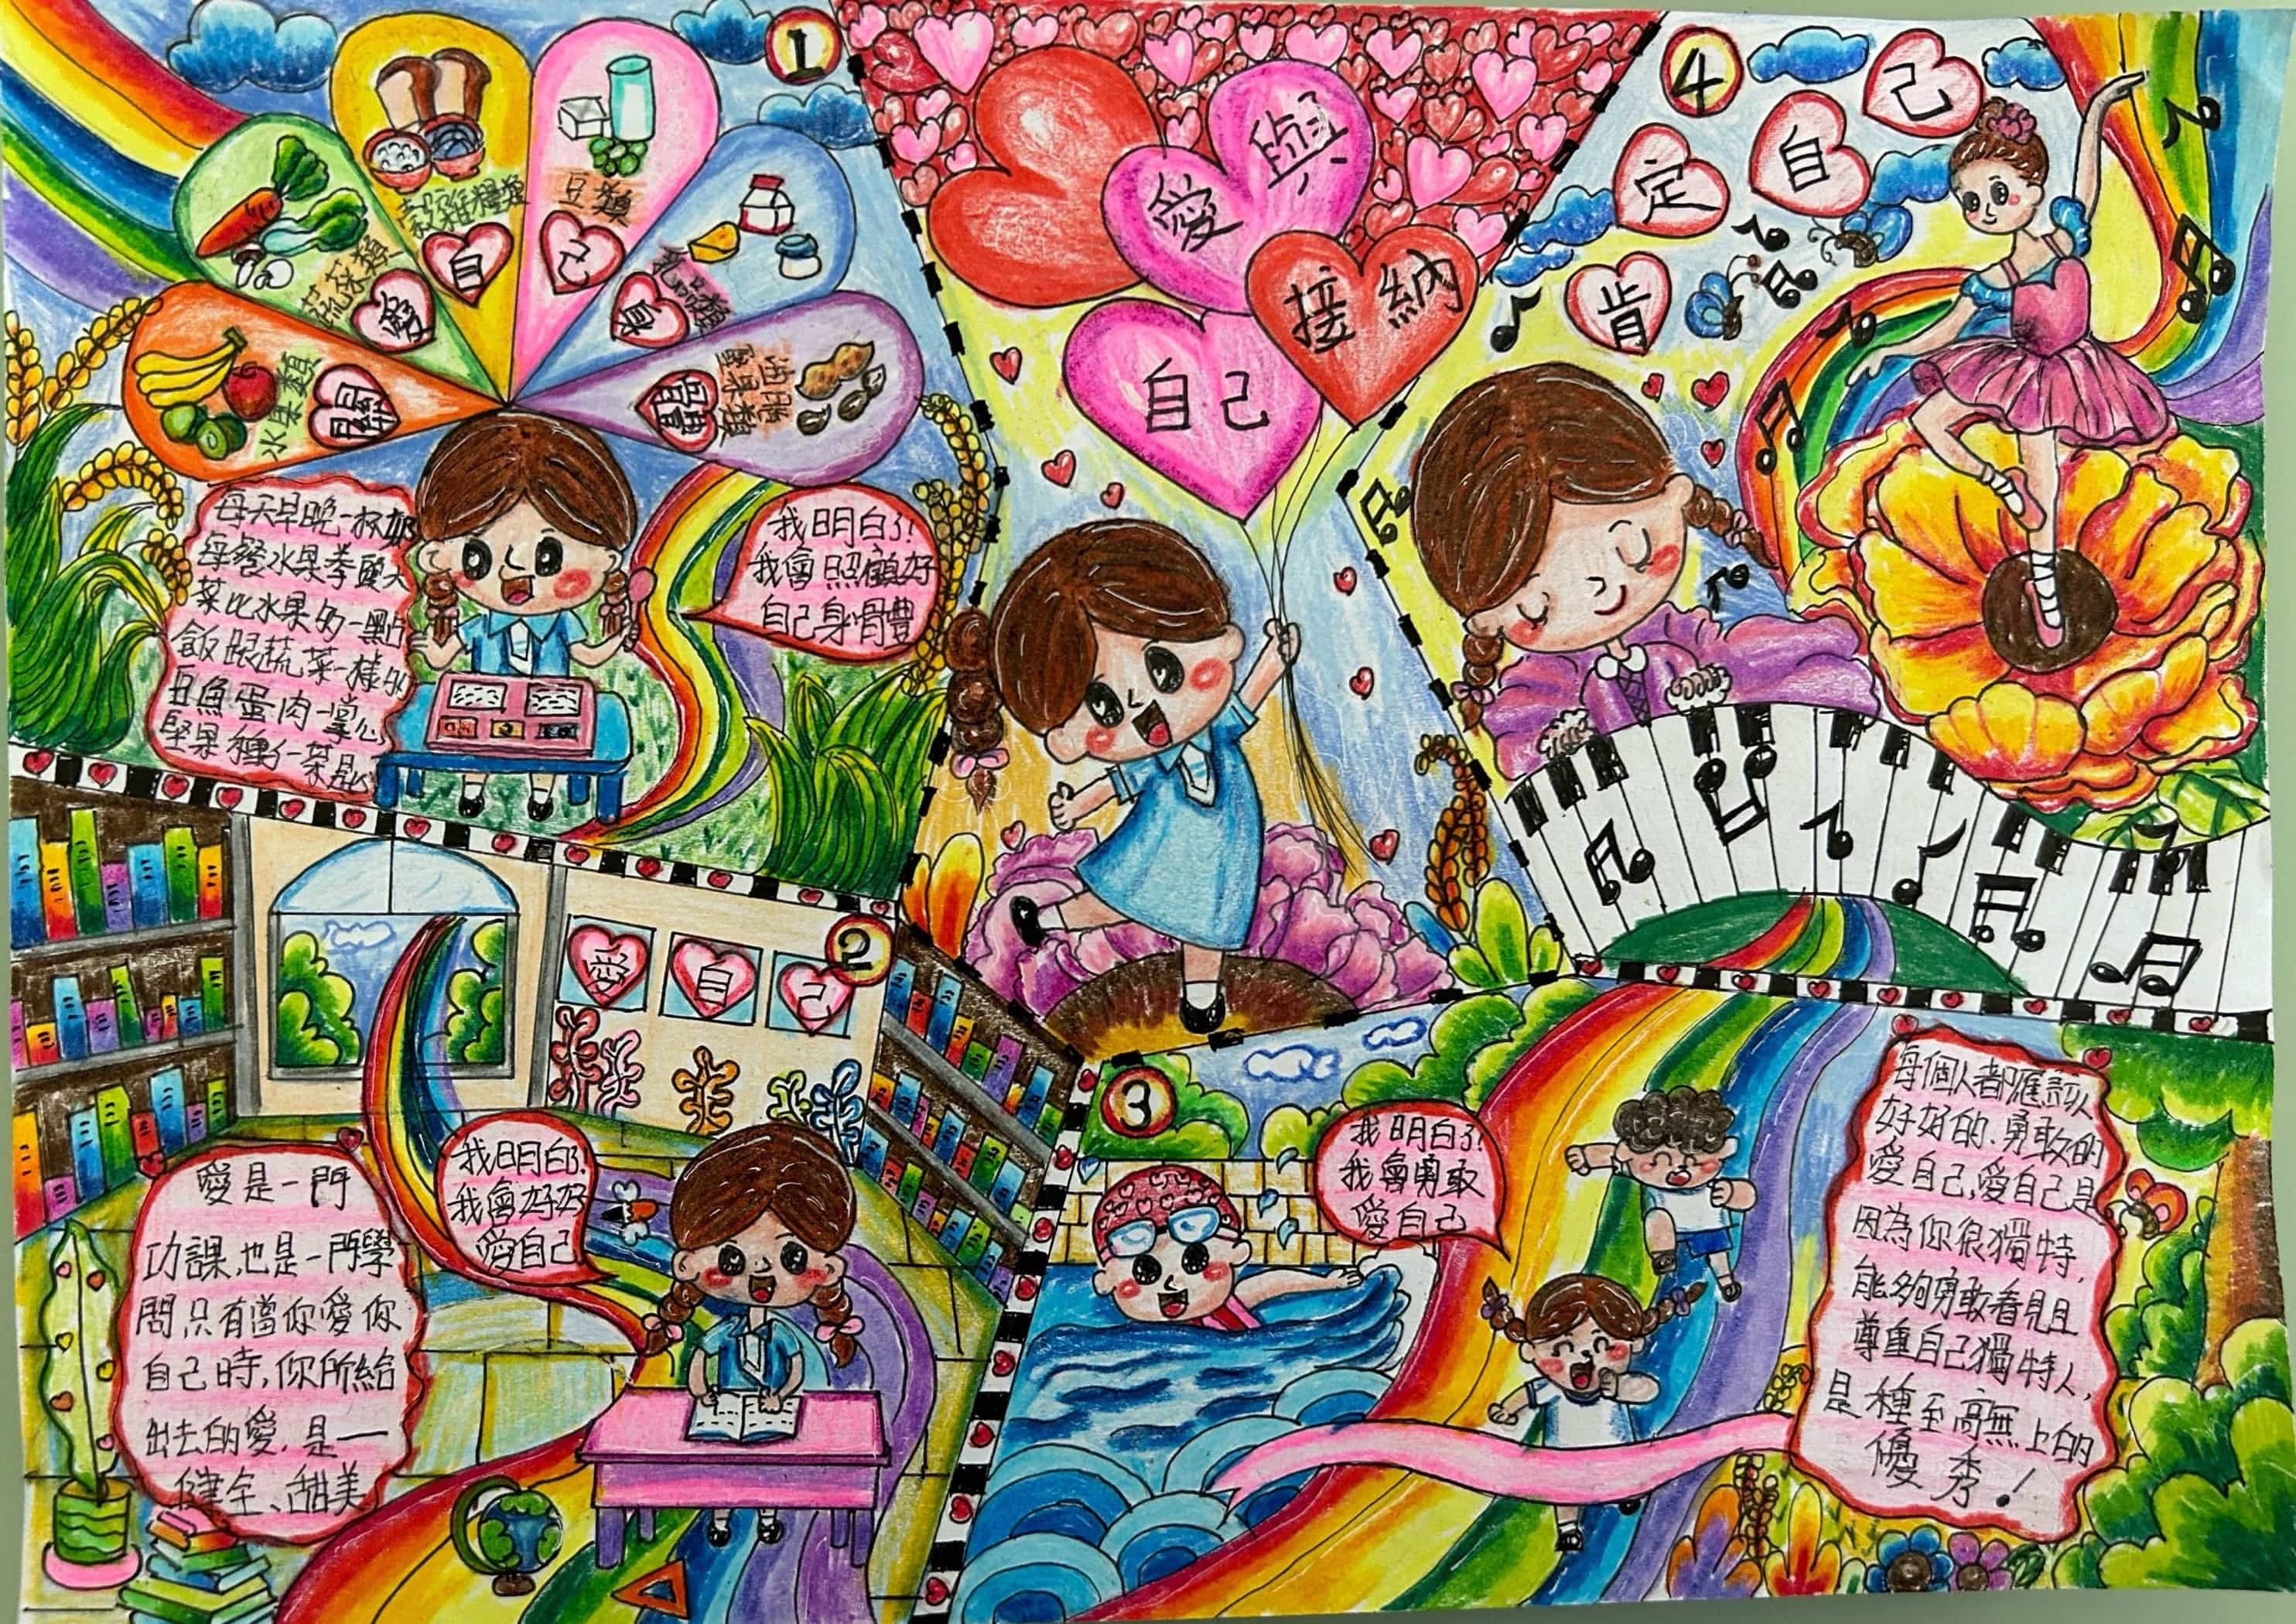 1
水果類
蔬菜類
豆類
乳品類
關
愛
自
己
身
體
每天早晚一杯奶
每餐水果拳頭大
菜比水果多一點
飯跟蔬菜一樣多
豆魚蛋肉一掌心
堅果種仁一茶匙
我明白了!
我會照顧好
自己身體
愛與
接納
自己
4
肯
定
自
己
2
愛
自
己
愛是一門
功課,也是一門學
問,只有當你愛你
自己時,你所給
出去的愛,是一
健全、甜美
我明白了,
我會好好
愛自己
3
我明白了!
我會勇敢
愛自己
每個人都應該
好好的、勇敢的
愛自己,愛自己是
因為你很獨特,
能夠勇敢看見且
尊重自己獨特人,
是種至高無上的
優秀!